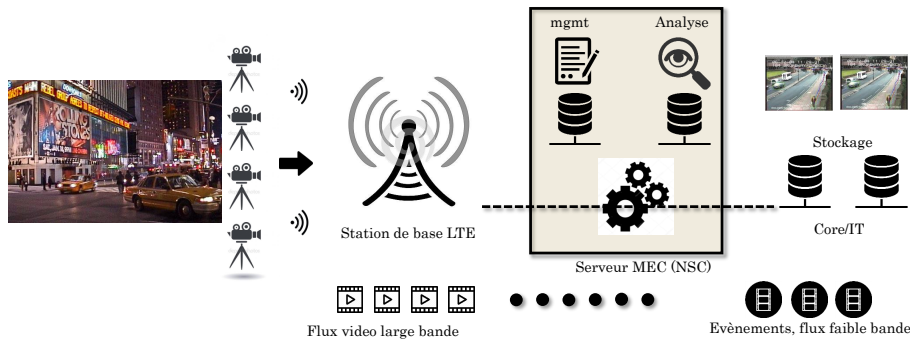 mgmt
Analyse
Stockage
Station de base LTE
Core/IT
Serveur MEC (NSC)
Flux video large bande
Evènements, flux faible bande